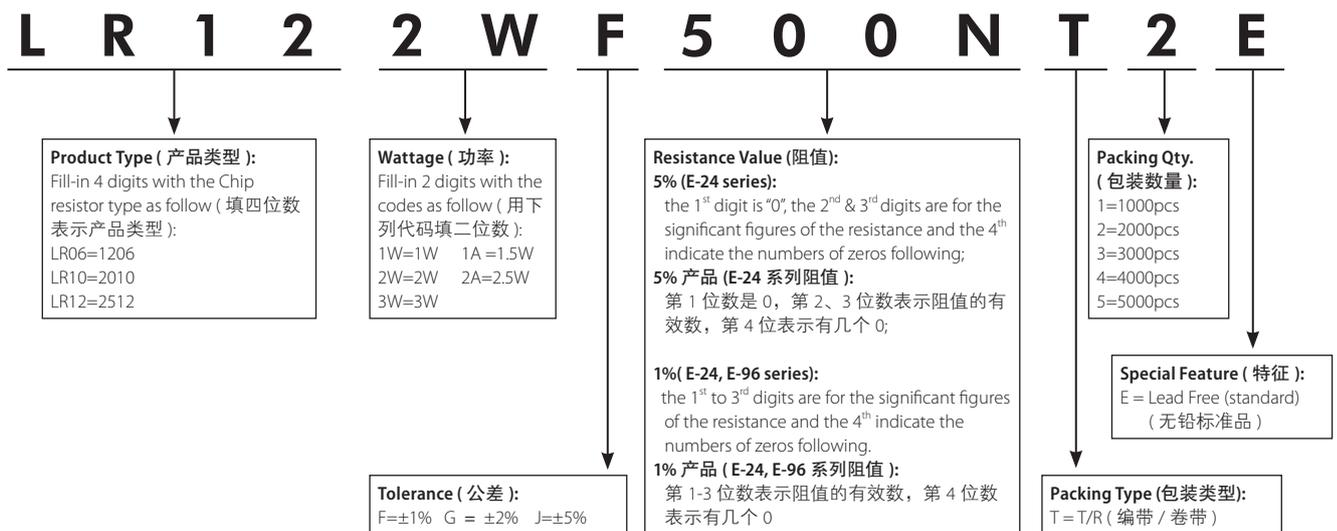 L R 1 2 2 W F 5 0 0 N T 2 E
Product Type ( 产品类型 ):
Fill-in 4 digits with the Chip
resistor type as follow ( 填四位数
表示产品类型 ):
LR06=1206
LR10=2010
LR12=2512
Wattage ( 功率 ):
Fill-in 2 digits with the
codes as follow ( 用下
列代码填二位数 ):
1W=1W 1A =1.5W
2W=2W 2A=2.5W
3W=3W
Tolerance ( 公差 ):
F=±1% G = ±2% J=±5%
Resistance Value (阻值):
5% (E-24 series):
the 1st digit is “0”, the 2nd & 3rd digits are for the
significant figures of the resistance and the 4th
indicate the numbers of zeros following;
5% 产品 (E-24 系列阻值 ):
第 1 位数是 0，第 2、3 位数表示阻值的有
效数，第 4 位表示有几个 0;
1%( E-24, E-96 series):
the 1st to 3rd digits are for the significant figures
of the resistance and the 4th indicate the
numbers of zeros following.
1% 产品 ( E-24, E-96 系列阻值 ):
第 1-3 位数表示阻值的有效数，第 4 位数
表示有几个 0
Packing Qty.
( 包装数量 ):
1=1000pcs
2=2000pcs
3=3000pcs
4=4000pcs
5=5000pcs
Special Feature ( 特征 ):
E = Lead Free (standard)
( 无铅标准品 )
Packing Type (包装类型):
T = T/R ( 编带 / 卷带 )